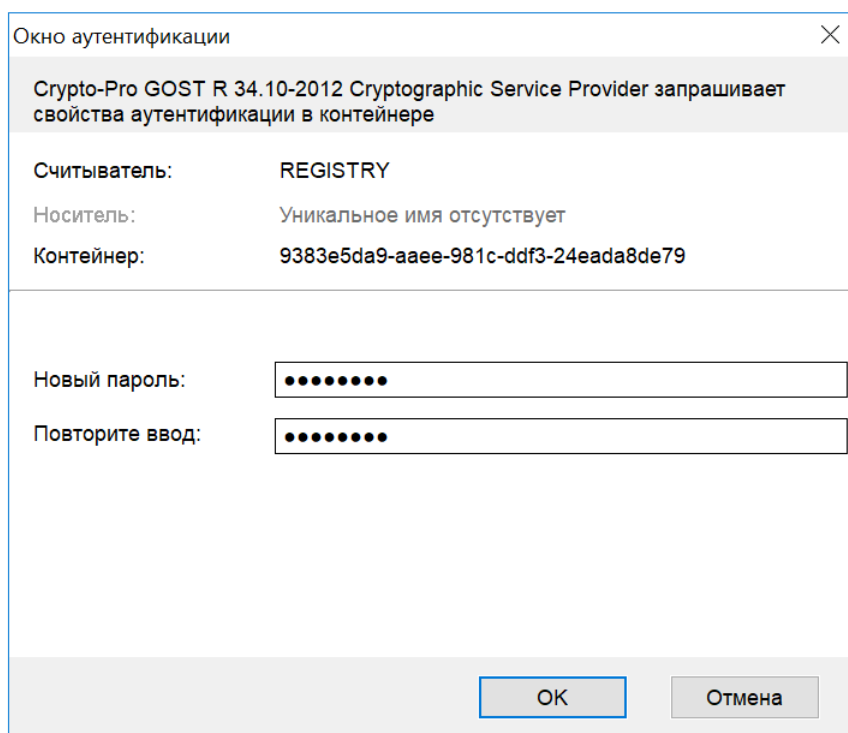 Окно аутентификации
Crypto-Pro GOST R 34.10-2012 Cryptographic Service Provider запрашивает
свойства аутентификации в контейнере
Считыватель: REGISTRY
Носитель: Уникальное имя отсутствует
Контейнер: 9383e5da9-aaee-981c-ddf3-24eada8de79
Новый пароль: ●●●●●●●●
Повторите ввод: ●●●●●●●●
OK Отмена